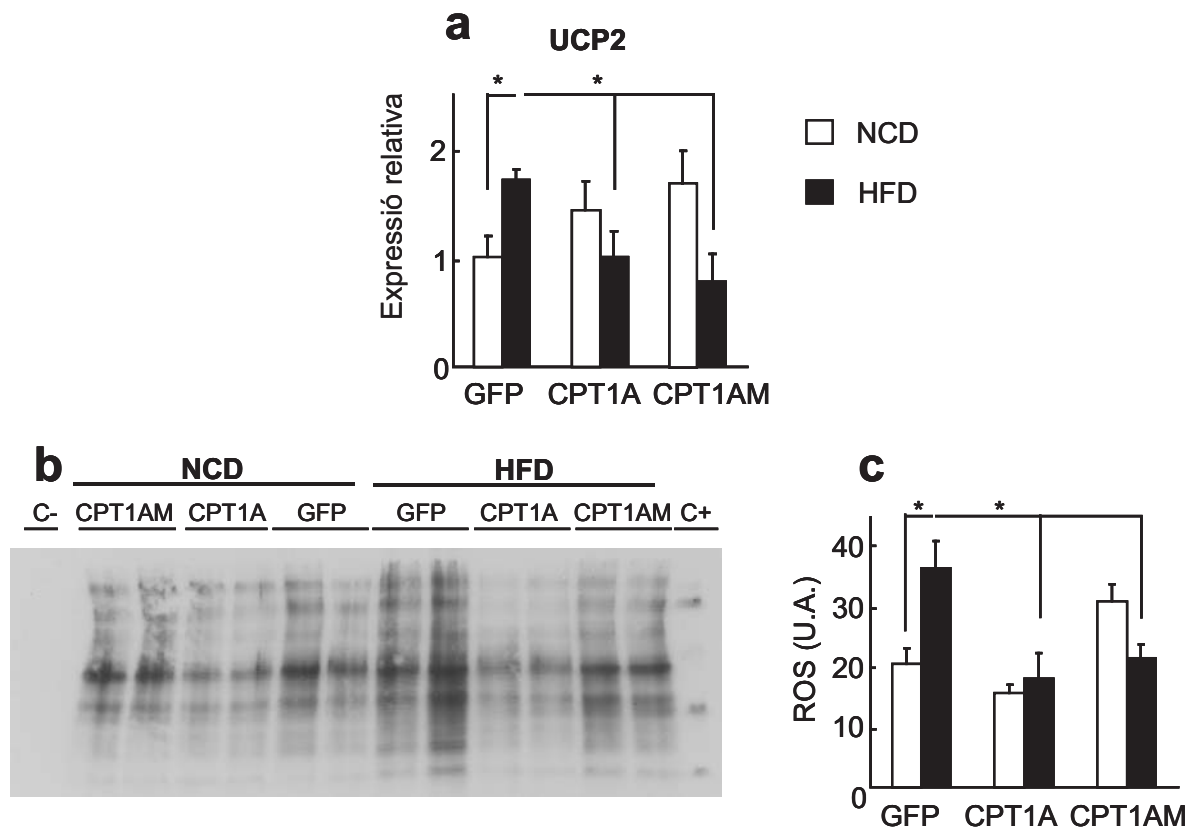 a
UCP2
* *
Expressió relativa
2
1
0
GFP CPT1A CPT1AM
NCD
HFD
b
NCD HFD
C- CPT1AM CPT1A GFP GFP CPT1A CPT1AM C+
c
* *
ROS (U.A.)
40
30
20
10
0
GFP CPT1A CPT1AM